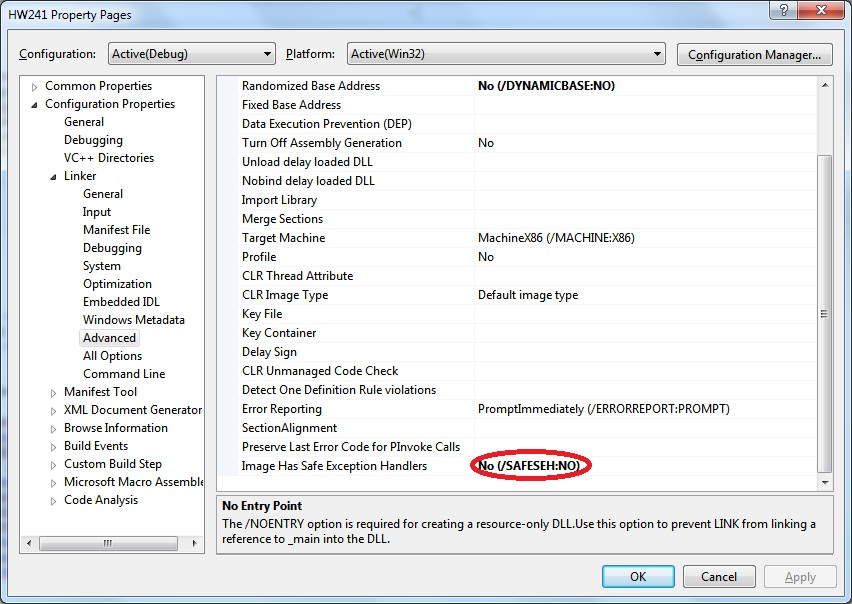 HW241 Property Pages
Configuration: Active(Debug) Platform: Active(Win32) Configuration Manager...
Common Properties
Configuration Properties
General
Debugging
VC++ Directories
Linker
General
Input
Manifest File
Debugging
System
Optimization
Embedded IDL
Windows Metadata
Advanced
All Options
Command Line
Manifest Tool
XML Document Generator
Browse Information
Build Events
Custom Build Step
Microsoft Macro Assemble
Code Analysis
Randomized Base Address No (/DYNAMICBASE:NO)
Fixed Base Address
Data Execution Prevention (DEP)
Turn Off Assembly Generation No
Unload delay loaded DLL
Nobind delay loaded DLL
Import Library
Merge Sections
Target Machine MachineX86 (/MACHINE:X86)
Profile No
CLR Thread Attribute
CLR Image Type Default image type
Key File
Key Container
Delay Sign
CLR Unmanaged Code Check
Detect One Definition Rule violations
Error Reporting PromptImmediately (/ERRORREPORT:PROMPT)
SectionAlignment
Preserve Last Error Code for PInvoke Calls
Image Has Safe Exception Handlers No (/SAFESEH:NO)
No Entry Point
The /NOENTRY option is required for creating a resource-only DLL.Use this option to prevent LINK from linking a
reference to _main into the DLL.
OK Cancel Apply